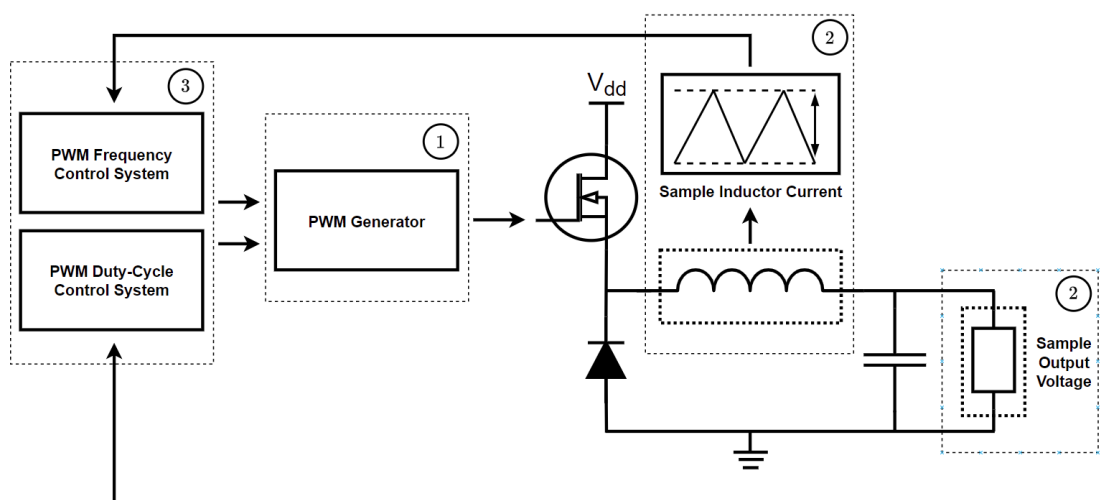 2
3
PWM Frequency
Control System
1
V_dd
Sample Inductor Current
PWM Generator
PWM Duty-Cycle
Control System
2
Sample
Output
Voltage